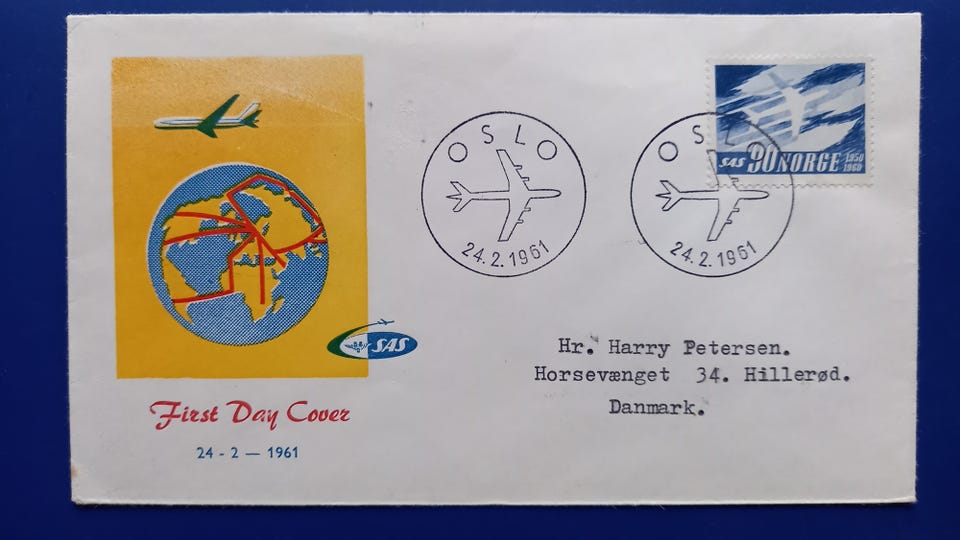 OSLO
24.2.1961
OSLO
24.2.1961
SAS 90 NORGE 1950
1960
SAS
Hr. Harry Petersen.
Horsevænget 34. Hillerød.
Danmark.
First Day Cover
24 - 2 — 1961